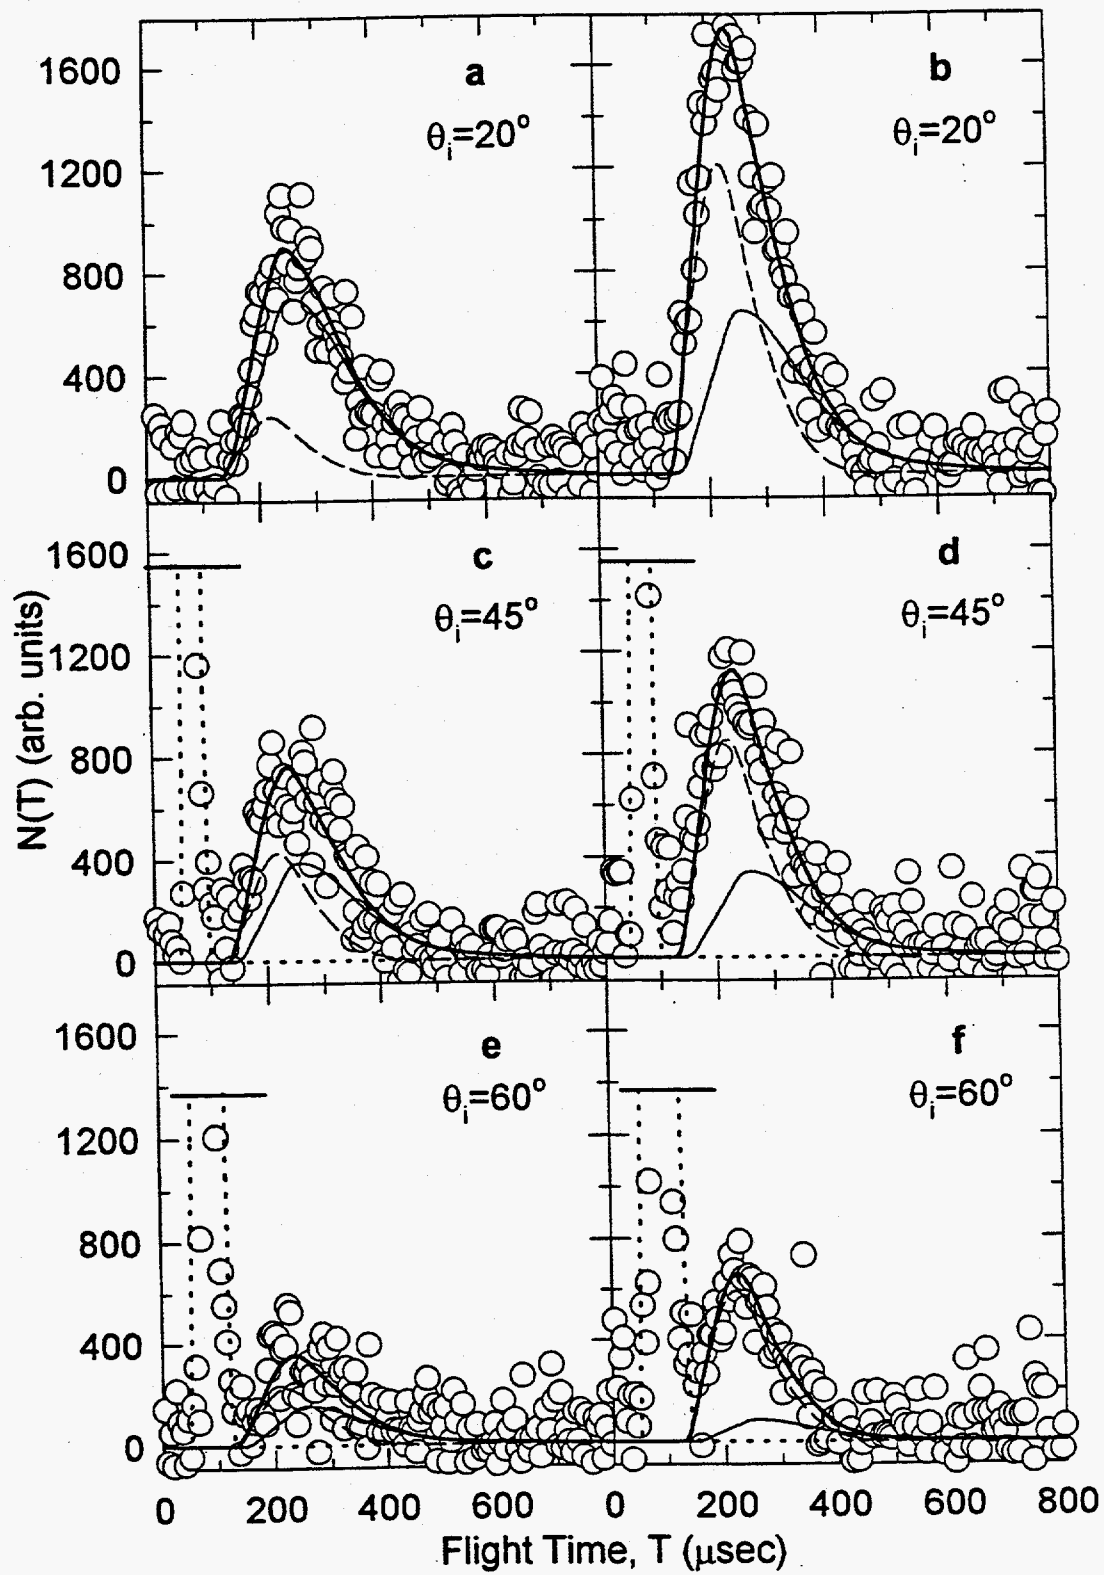 a
b
θi=20°
θi=20°
1600
1200
800
400
0
c
d
θi=45°
θi=45°
1600
1200
800
400
0
N(T) (arb. units)
e
f
θi=60°
θi=60°
1600
1200
800
400
0
0 200 400 600 0 200 400 600 800
Flight Time, T (μsec)